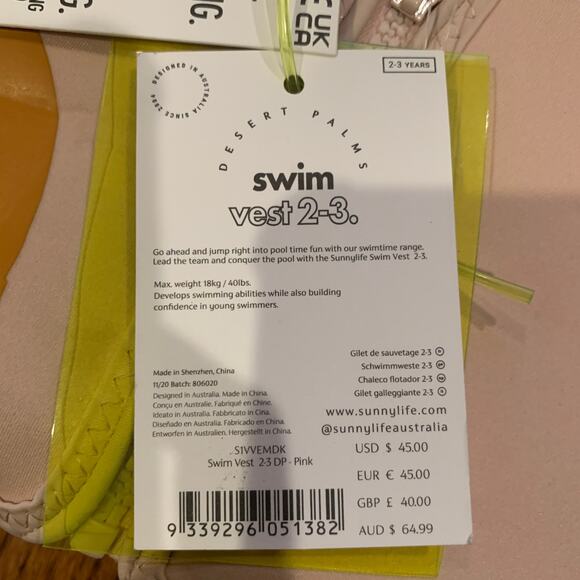 NG.
NG.
UK
CA
DESIGNED IN AUSTRALIA SINCE 2004
2-3 YEARS
DESERT PALMS
swim
vest 2-3.
Go ahead and jump right into pool time fun with our swimtime range.
Lead the team and conquer the pool with the Sunnylife Swim Vest 2-3.
Max. weight 18kg / 40lbs.
Develops swimming abilities while also building
confidence in young swimmers.
Gilet de sauvetage 2-3
Schwimmweste 2-3
Chaleco flotador 2-3
Gilet galleggiante 2-3
Made in Shenzhen, China
11/20 Batch: 806020
Designed in Australia. Made in China.
Conçu en Australie. Fabriqué en Chine.
Ideato in Australia. Fabbricato in Cina.
Diseñado en Australia. Fabricado en China.
Entworfen in Australien. Hergestellt in China.
www.sunnylife.com
@sunnylifeaustralia
S1VVEMDK
Swim Vest 2-3 DP - Pink
9 339296 051382
USD $ 45.00
EUR € 45.00
GBP £ 40.00
AUD $ 64.99